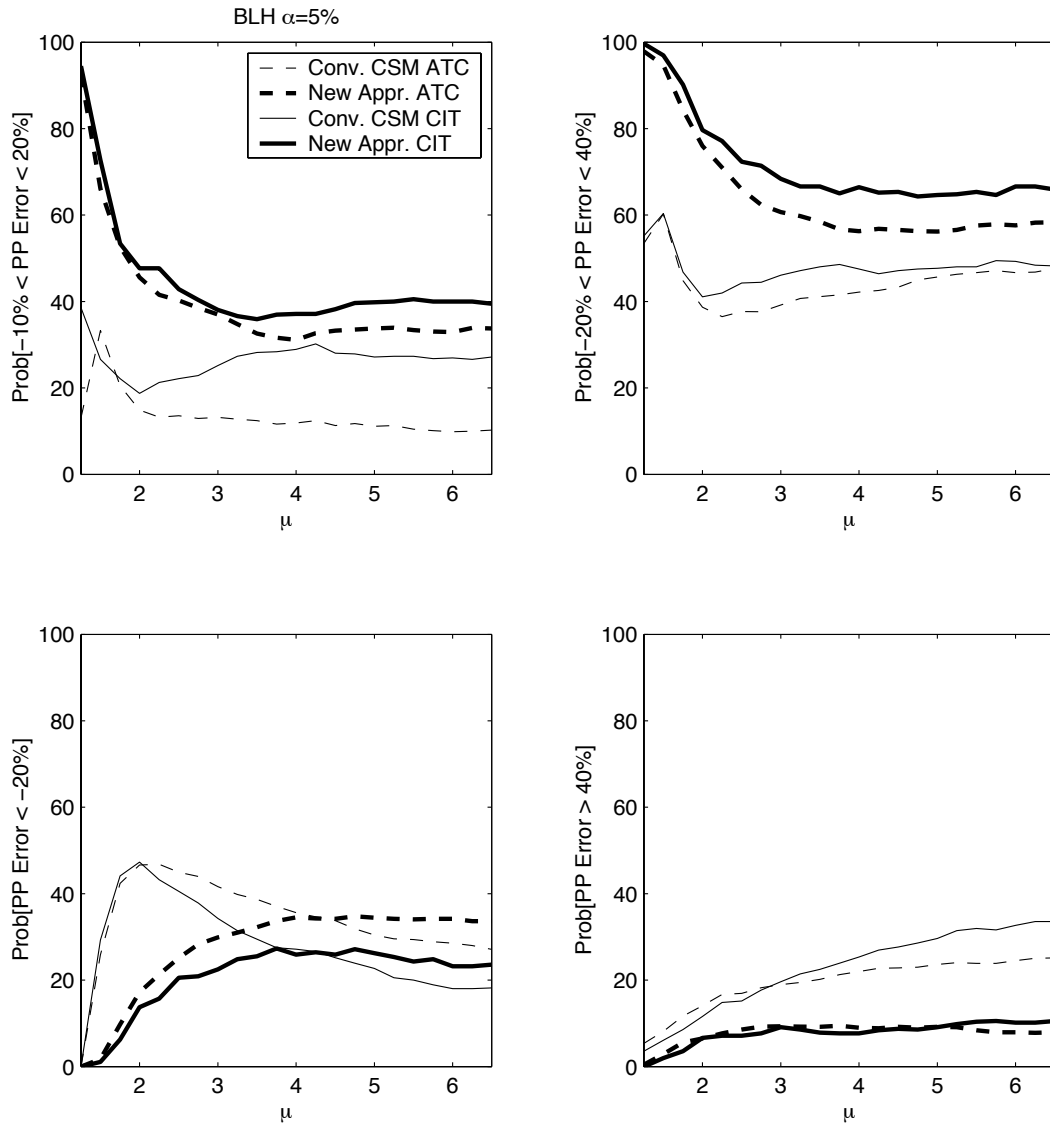 BLH α=5%
Prob[−10% < PP Error < 20%]
100
80
60
40
20
0
Conv. CSM ATC
New Appr. ATC
Conv. CSM CIT
New Appr. CIT
2 3 4 5 6
μ
Prob[−20% < PP Error < 40%]
100
80
60
40
20
0
2 3 4 5 6
μ
Prob[PP Error < -20%]
100
80
60
40
20
0
2 3 4 5 6
μ
Prob[PP Error > 40%]
100
80
60
40
20
0
2 3 4 5 6
μ